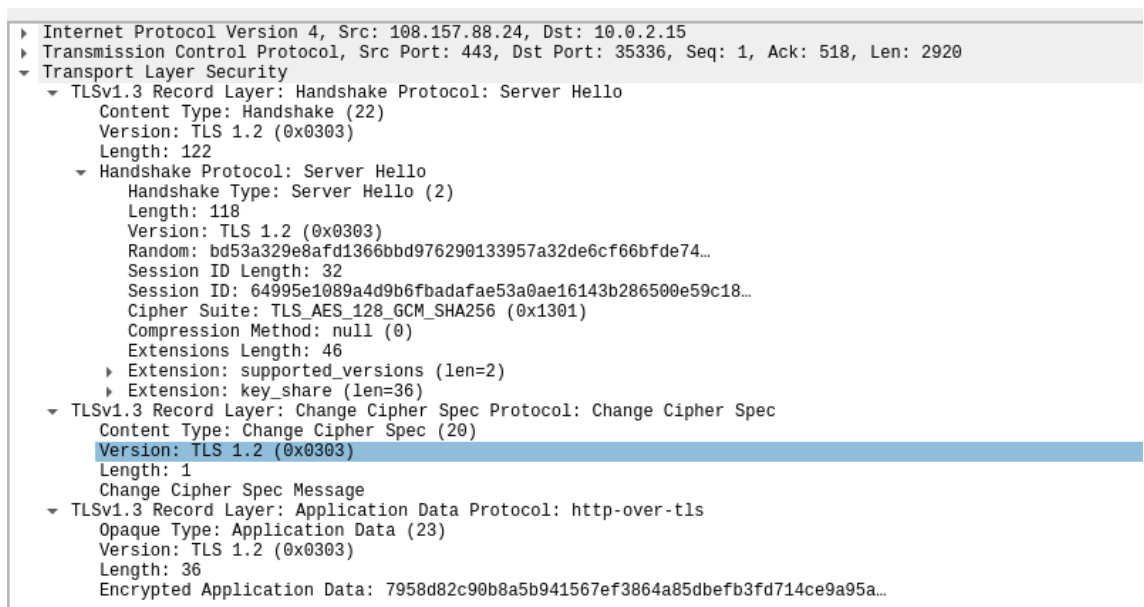 Internet Protocol Version 4, Src: 108.157.88.24, Dst: 10.0.2.15
Transmission Control Protocol, Src Port: 443, Dst Port: 35336, Seq: 1, Ack: 518, Len: 2920
Transport Layer Security
TLSv1.3 Record Layer: Handshake Protocol: Server Hello
Content Type: Handshake (22)
Version: TLS 1.2 (0x0303)
Length: 122
Handshake Protocol: Server Hello
Handshake Type: Server Hello (2)
Length: 118
Version: TLS 1.2 (0x0303)
Random: bd53a329e8afd1366bbd976290133957a32de6cf66bfde74…
Session ID Length: 32
Session ID: 64995e1089a4d9b6fbadafae53a0ae16143b286500e59c18…
Cipher Suite: TLS_AES_128_GCM_SHA256 (0x1301)
Compression Method: null (0)
Extensions Length: 46
Extension: supported_versions (len=2)
Extension: key_share (len=36)
TLSv1.3 Record Layer: Change Cipher Spec Protocol: Change Cipher Spec
Content Type: Change Cipher Spec (20)
Version: TLS 1.2 (0x0303)
Length: 1
Change Cipher Spec Message
TLSv1.3 Record Layer: Application Data Protocol: http-over-tls
Opaque Type: Application Data (23)
Version: TLS 1.2 (0x0303)
Length: 36
Encrypted Application Data: 7958d82c90b8a5b941567ef3864a85dbefb3fd714ce9a95a…